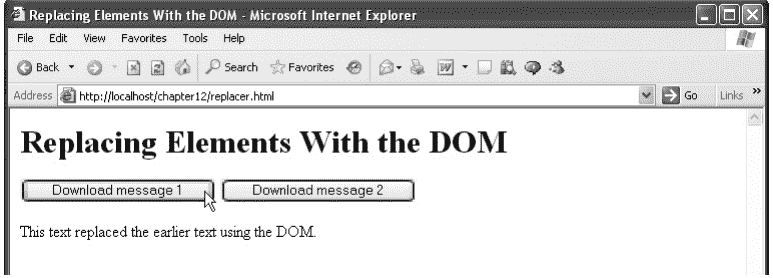 Replacing Elements With the DOM - Microsoft Internet Explorer
File Edit View Favorites Tools Help
Back Search Favorites
Address http://localhost/chapter12/replacer.html Go Links »
Replacing Elements With the DOM
Download message 1 Download message 2
This text replaced the earlier text using the DOM.